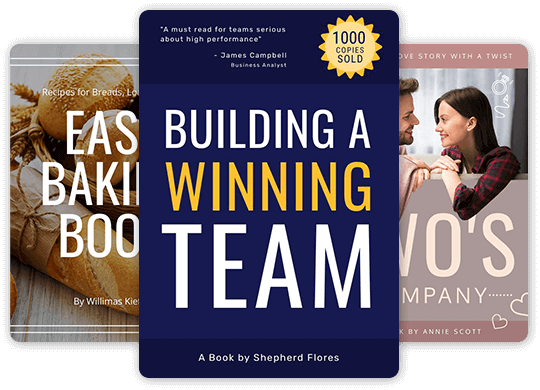 Recipes for Breads, Lo
EAS
BAKIN
BOO
By Willimas Kie
"A must read for teams serious
about high performance"
- James Campbell
Business Analyst
1000
COPIES
SOLD
BUILDING A
WINNING
TEAM
A Book by Shepherd Flores
OVE STORY WITH A TWIST
WO'S
MPANY
K BY ANNIE SCOTT